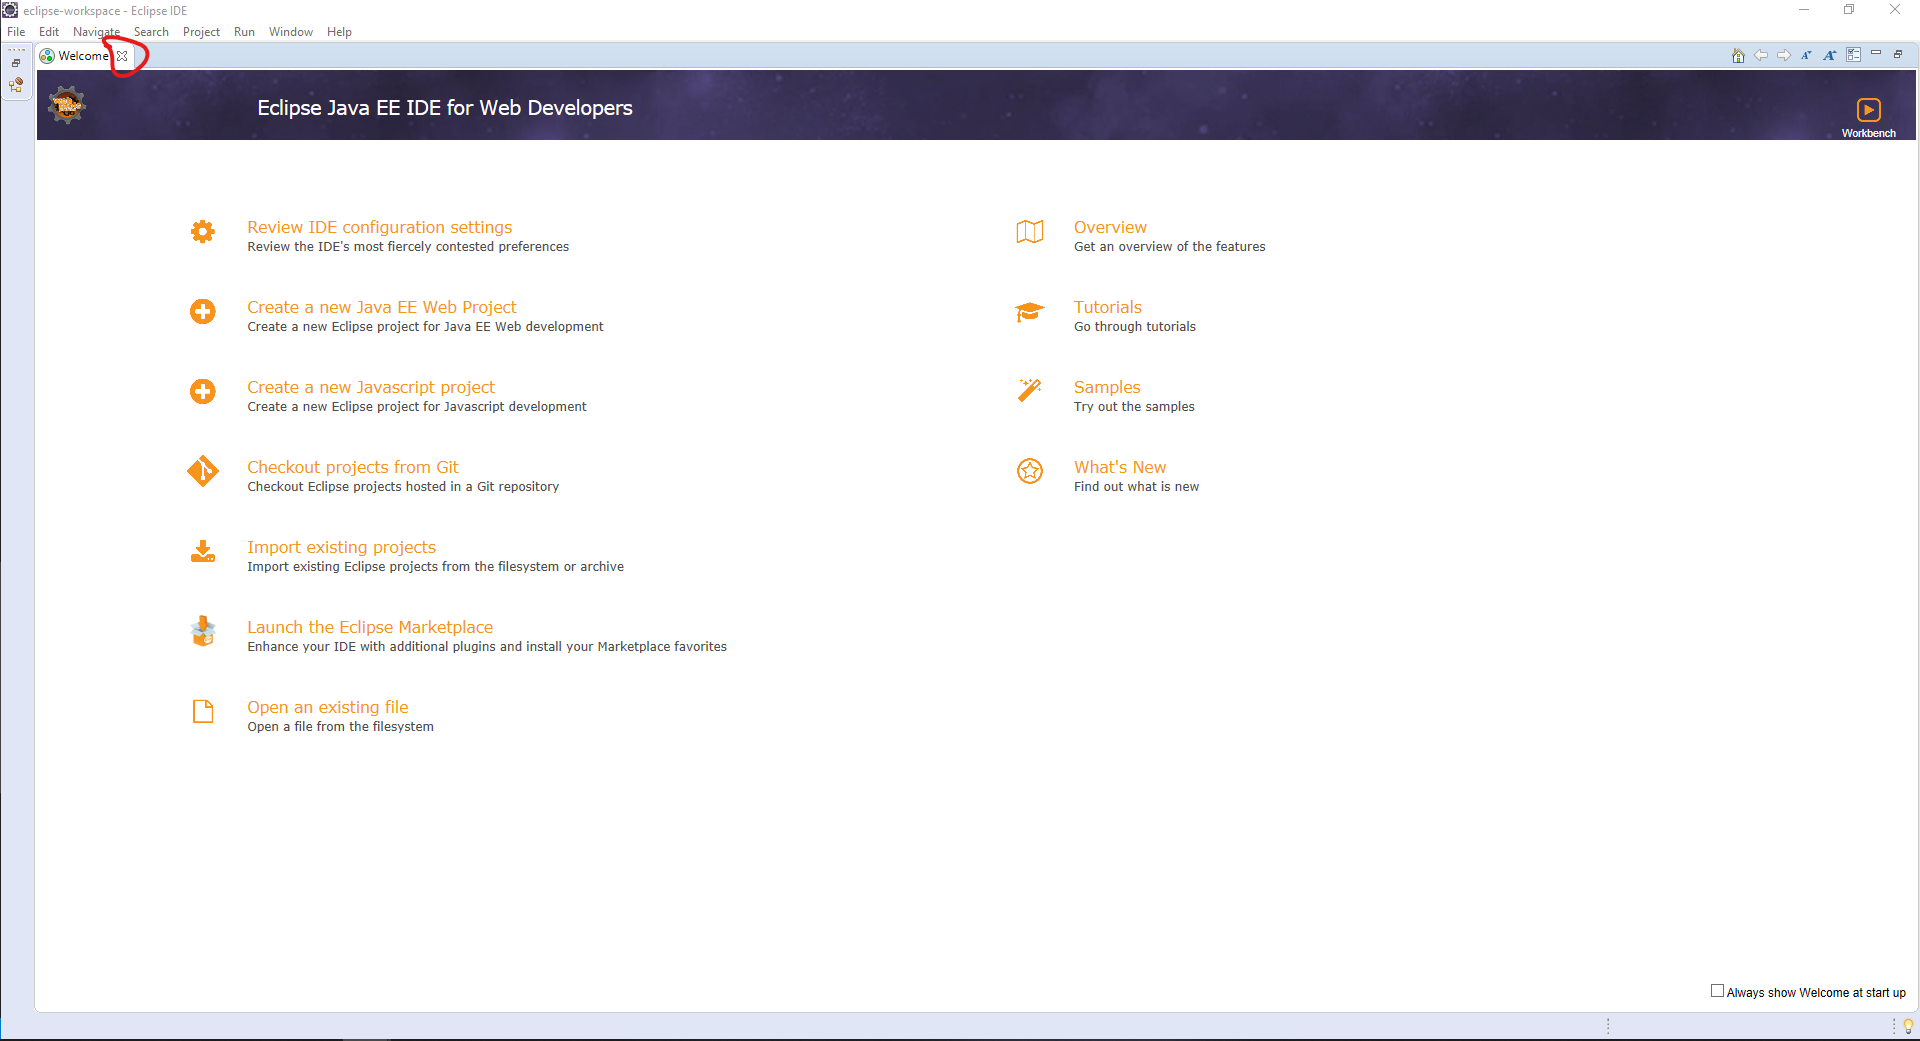 eclipse-workspace - Eclipse IDE
File Edit Navigate Search Project Run Window Help
Welcome
Eclipse Java EE IDE for Web Developers
Workbench
Review IDE configuration settings
Review the IDE's most fiercely contested preferences
Create a new Java EE Web Project
Create a new Eclipse project for Java EE Web development
Create a new Javascript project
Create a new Eclipse project for Javascript development
Checkout projects from Git
Checkout Eclipse projects hosted in a Git repository
Import existing projects
Import existing Eclipse projects from the filesystem or archive
Launch the Eclipse Marketplace
Enhance your IDE with additional plugins and install your Marketplace favorites
Open an existing file
Open a file from the filesystem
Overview
Get an overview of the features
Tutorials
Go through tutorials
Samples
Try out the samples
What's New
Find out what is new
Always show Welcome at start up